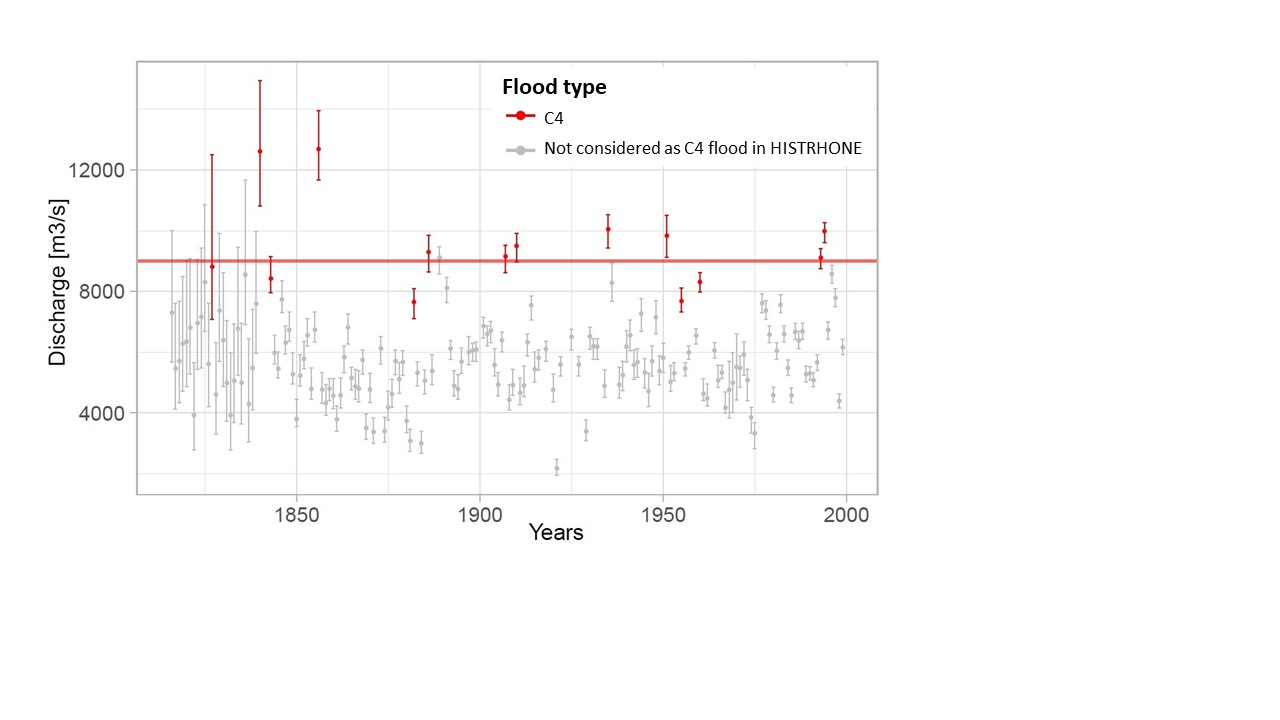 Flood type
C4
Not considered as C4 flood in HISTRHONE
12000
8000
4000
Discharge [m3/s]
1850
1900
1950
2000
Years